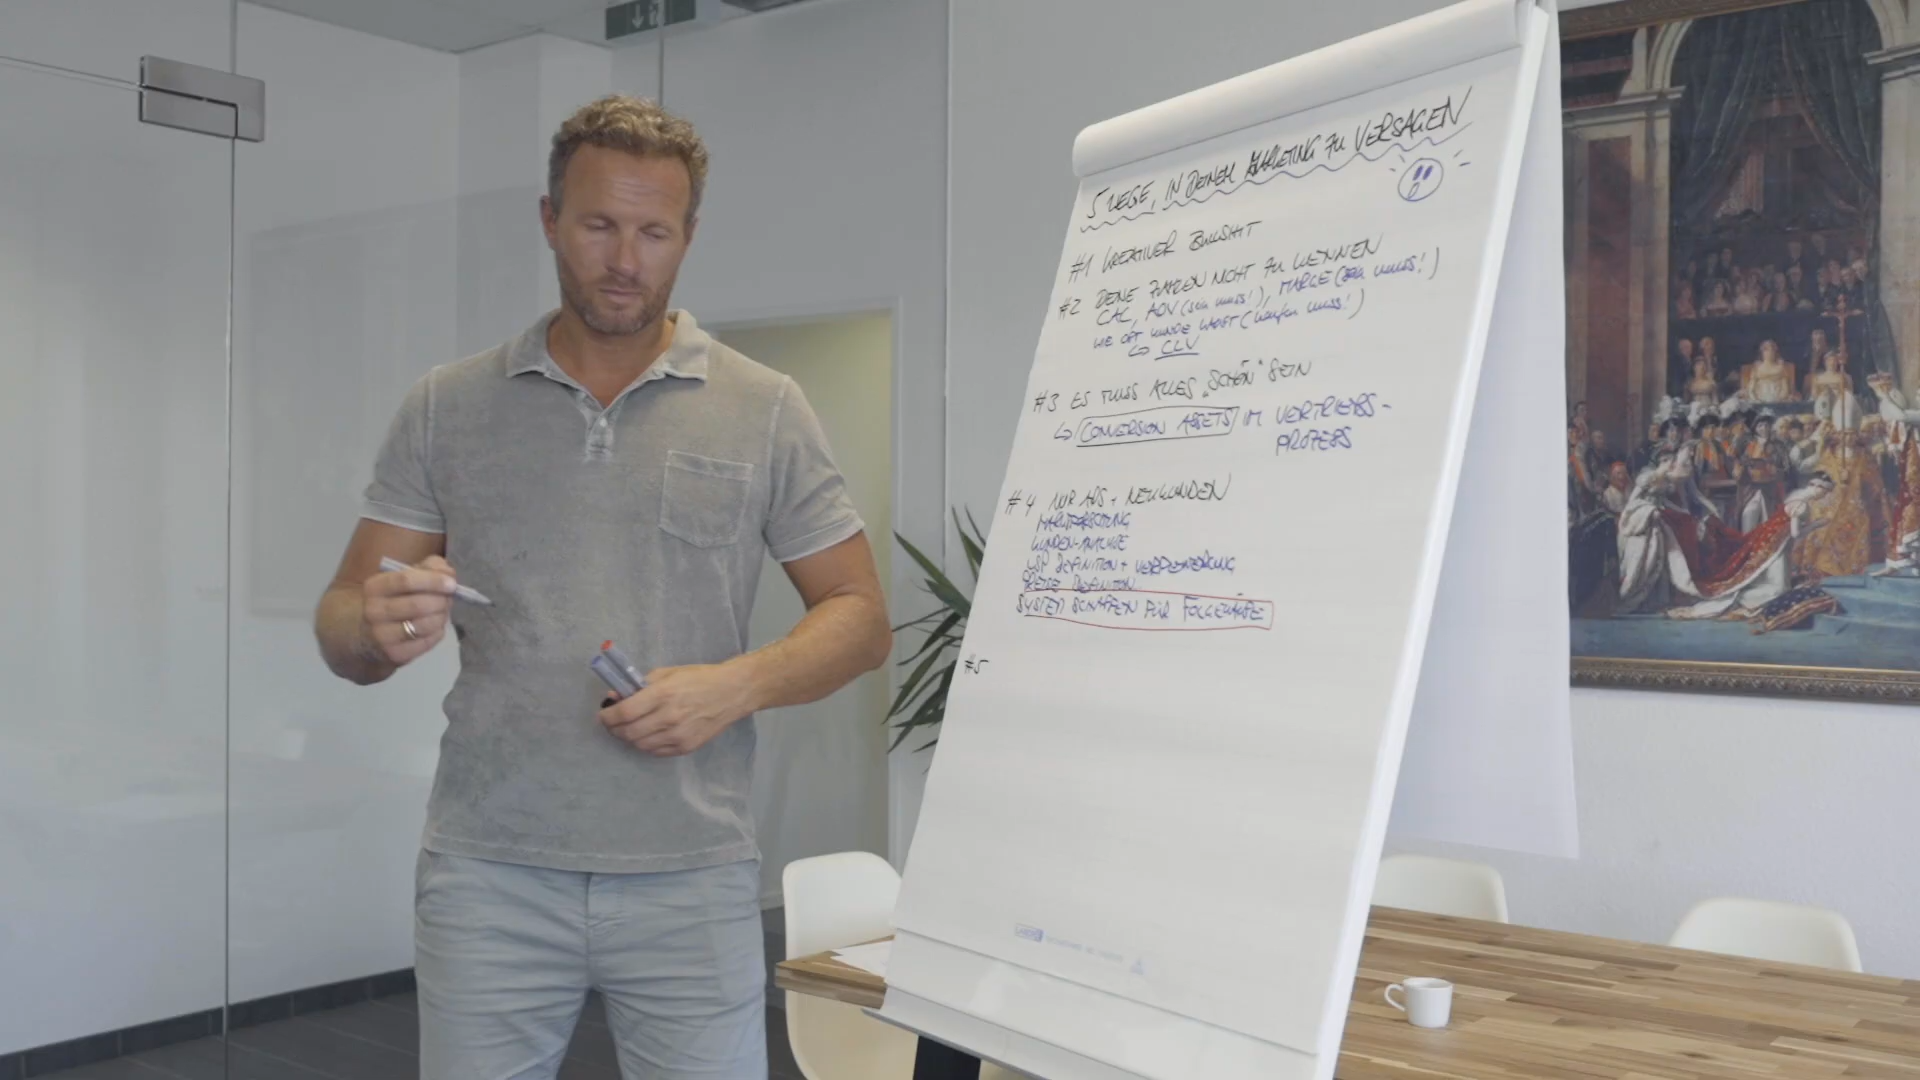 5 WEGE, IN DEINEM MARKETING ZU VERSAGEN
#1 KREATIVER BULLSHIT
#2 DEINE ZAHLEN NICHT ZU KENNEN
CAC, AOV (sein muss!), MARGE (sein muss!)
WIE OFT KUNDE KAUFT (kaufen muss!)
↳ CLV
#3 ES MUSS ALLES „SCHÖN" SEIN
↳ CONVERSION ASSETS IM VERTRIEBS-
PROZESS
#4 NUR ADS + NEUKUNDEN
MARKTFORSCHUNG
KUNDEN-ANALYSE
USP DEFINITION + VERBESSERUNG
PREISE DEFINITION
SYSTEM SCHAFFEN FÜR FOLGEKÄUFE
#5